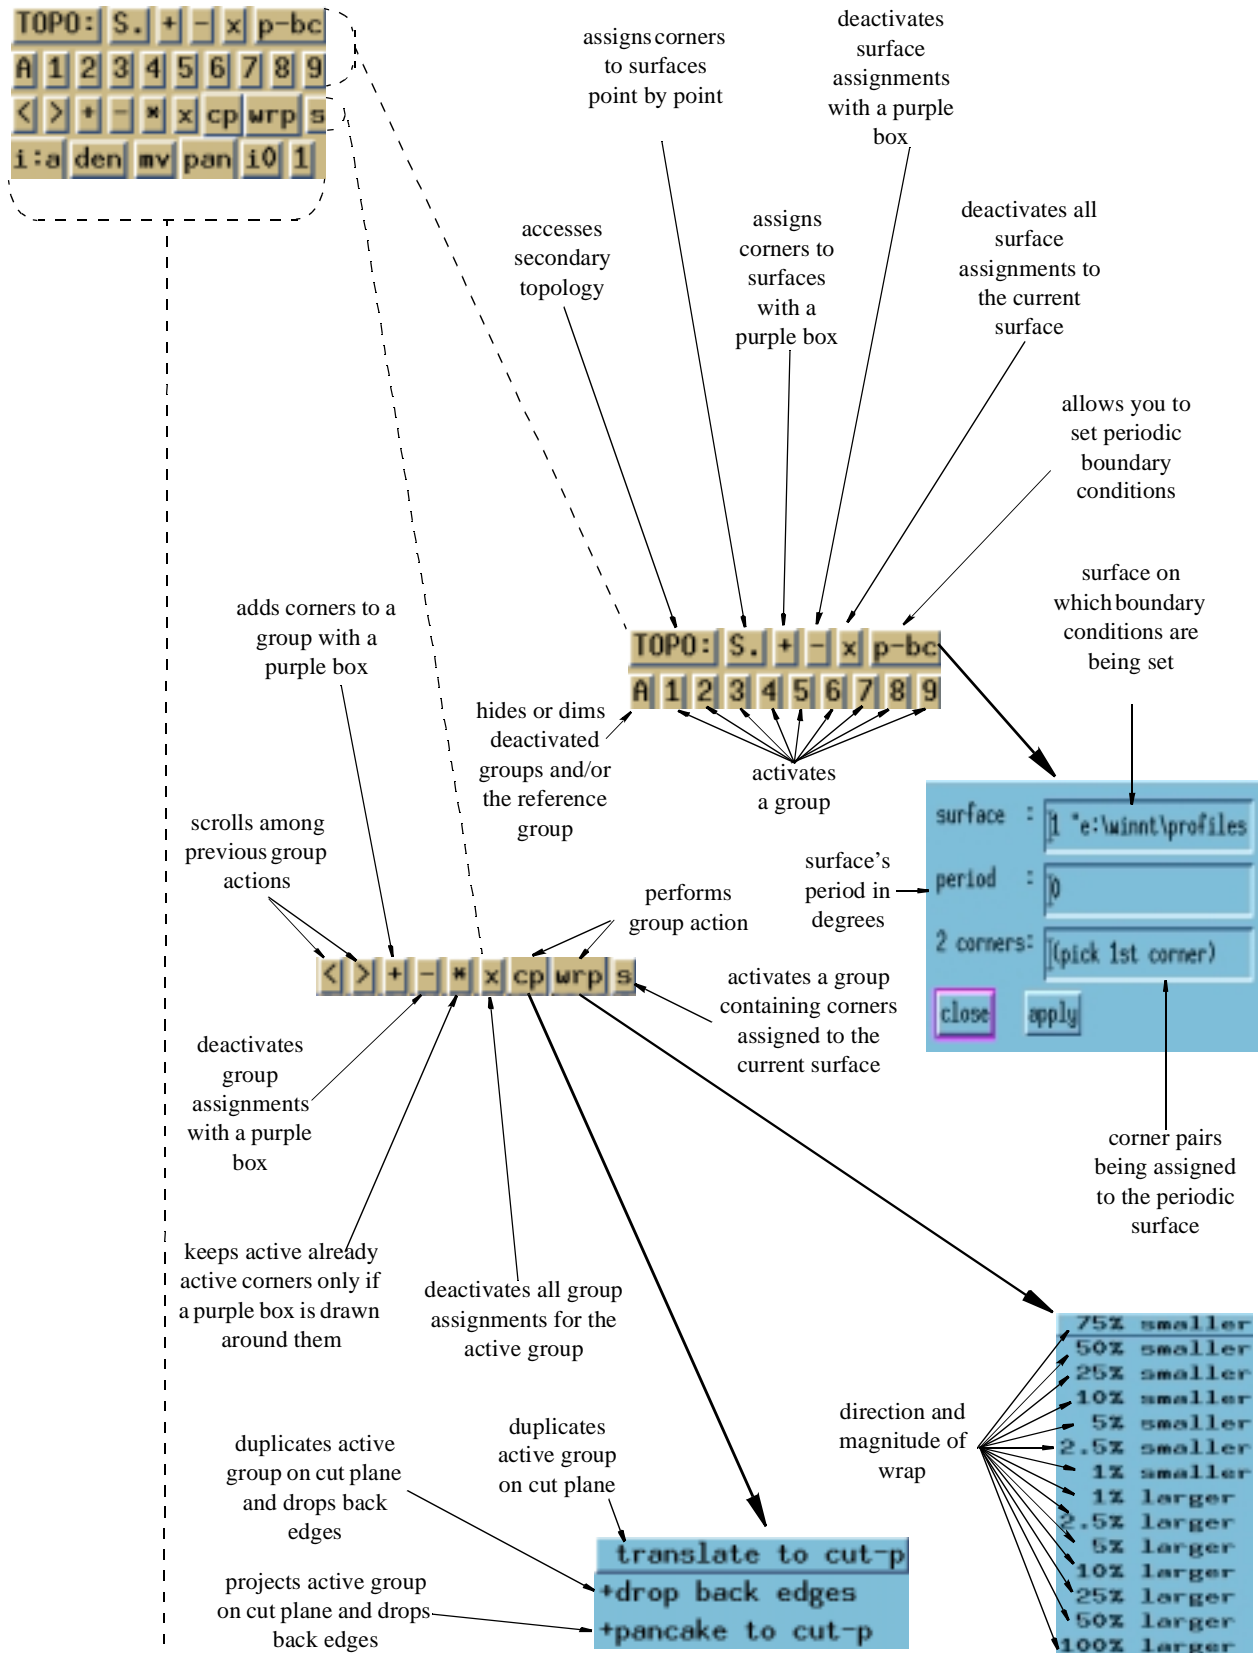 TOPO: S. + - x p-bc
A 1 2 3 4 5 6 7 8 9
< > + - * x cp wrp s
i:a den mv pan i0 1
assigns corners
to surfaces
point by point
deactivates
surface
assignments
with a purple
box
accesses
secondary
topology
assigns
corners to
surfaces
with a
purple box
deactivates all
surface
assignments to
the current
surface
allows you to
set periodic
boundary
conditions
surface on
which boundary
conditions are
being set
adds corners to a
group with a
purple box
TOPO: S. + - x p-bc
A 1 2 3 4 5 6 7 8 9
hides or dims
deactivated
groups and/or
the reference
group
activates
a group
surface : 1 "e:\winnt\profiles
period : 0
2 corners: (pick 1st corner)
close apply
surface's
period in
degrees
scrolls among
previous group
actions
performs
group action
< > + - * x cp wrp s
activates a group
containing corners
assigned to the
current surface
deactivates
group
assignments
with a purple
box
corner pairs
being assigned
to the periodic
surface
keeps active already
active corners only if
a purple box is drawn
around them
deactivates all group
assignments for the
active group
75% smaller
50% smaller
25% smaller
10% smaller
5% smaller
2.5% smaller
1% smaller
1% larger
2.5% larger
5% larger
10% larger
25% larger
50% larger
100% larger
direction and
magnitude of
wrap
duplicates
active group
on cut plane
duplicates active
group on cut plane
and drops back
edges
projects active group
on cut plane and drops
back edges
translate to cut-p
+drop back edges
+pancake to cut-p